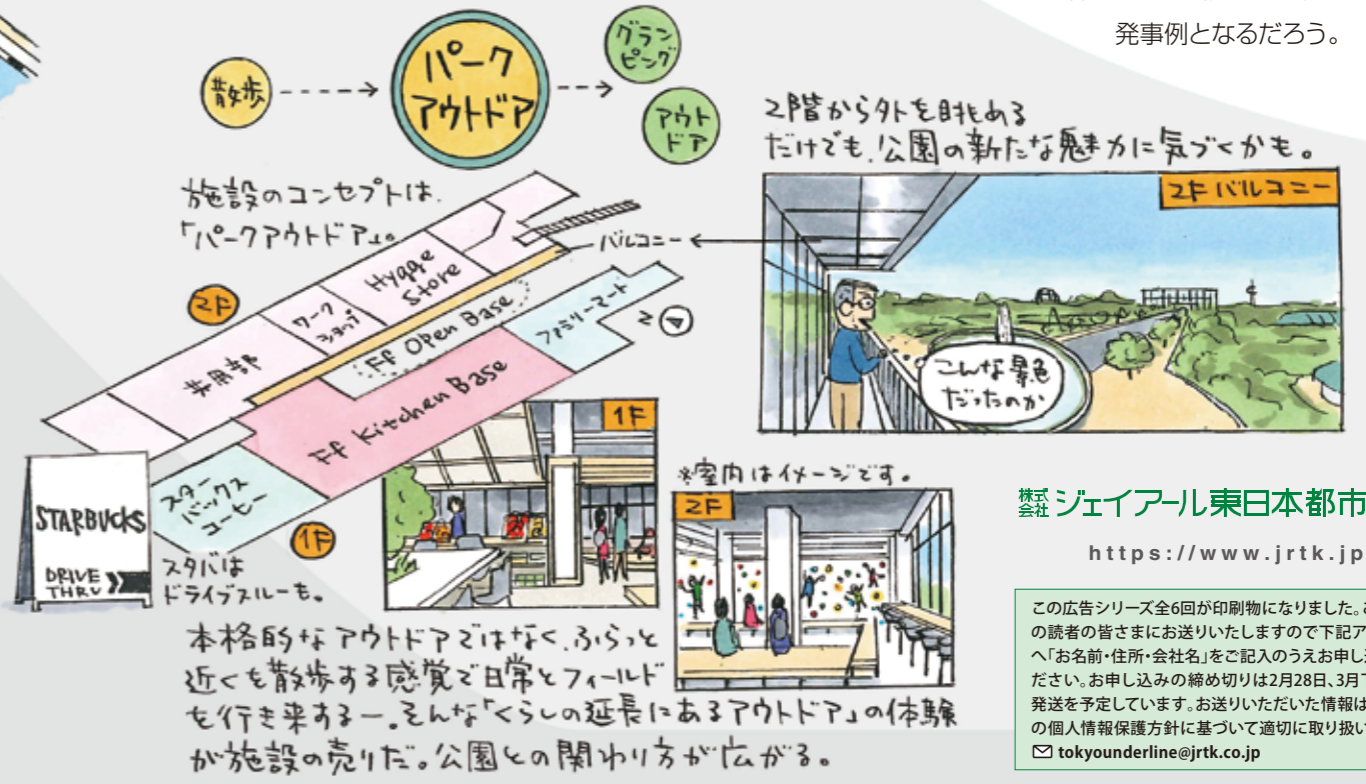 発事例となるだろう。
散歩
パーク
アウトドア
グラン
ピング
アウト
ドア
2階から外を眺める
だけでも、公園の新たな魅力に気づくかも。
施設のコンセプトは、
「パークアウトドア」。
2F バルコニー
バルコニー
Hygge
Store
2F
ワーク
ショップ
Ff Open Base
ファミリーマート
N
共用部
Ff Kitchen Base
こんな景色
だったのか
1F
※室内はイメージです。
2F
スター
バックス
コーヒー
1F
STARBUCKS
DRIVE
THRU
スタバは
ドライブスルーも。
株式
会社 ジェイアール東日本都市
https://www.jrtk.jp
本格的なアウトドアではなく、ふらっと
近くを散歩する感覚で日常とフィールド
を行き来するー。そんな「くらしの延長にあるアウトドア」の体験
が施設の売りだ。公園との関わり方が広がる。
この広告シリーズ全6回が印刷物になりました。
の読者の皆さまにお送りいたしますので下記ア
へ「お名前・住所・会社名」をご記入のうえお申し
ださい。お申し込みの締め切りは2月28日、3月
発送を予定しています。お送りいただいた情報は
の個人情報保護方針に基づいて適切に取り扱い
tokyounderline@jrtk.co.jp